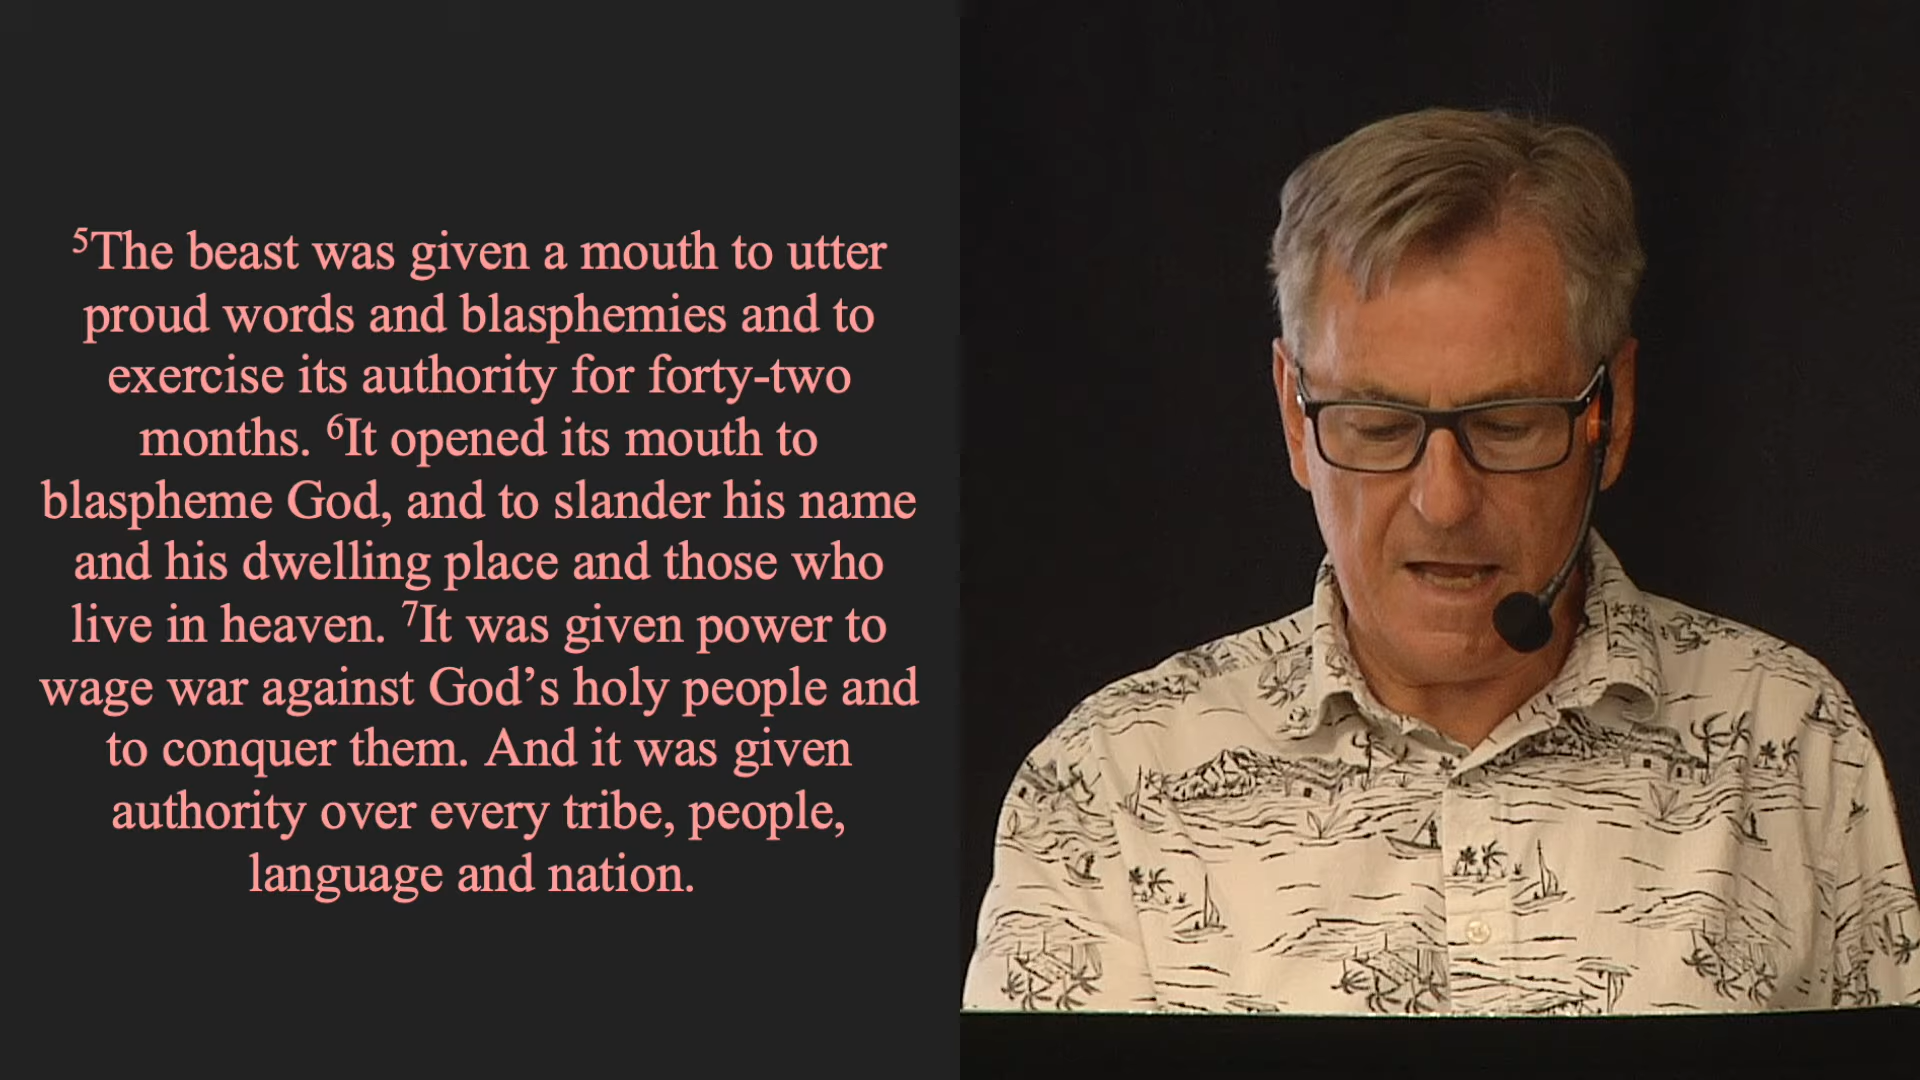 ⁵The beast was given a mouth to utter
proud words and blasphemies and to
exercise its authority for forty-two
months. ⁶It opened its mouth to
blaspheme God, and to slander his name
and his dwelling place and those who
live in heaven. ⁷It was given power to
wage war against God’s holy people and
to conquer them. And it was given
authority over every tribe, people,
language and nation.